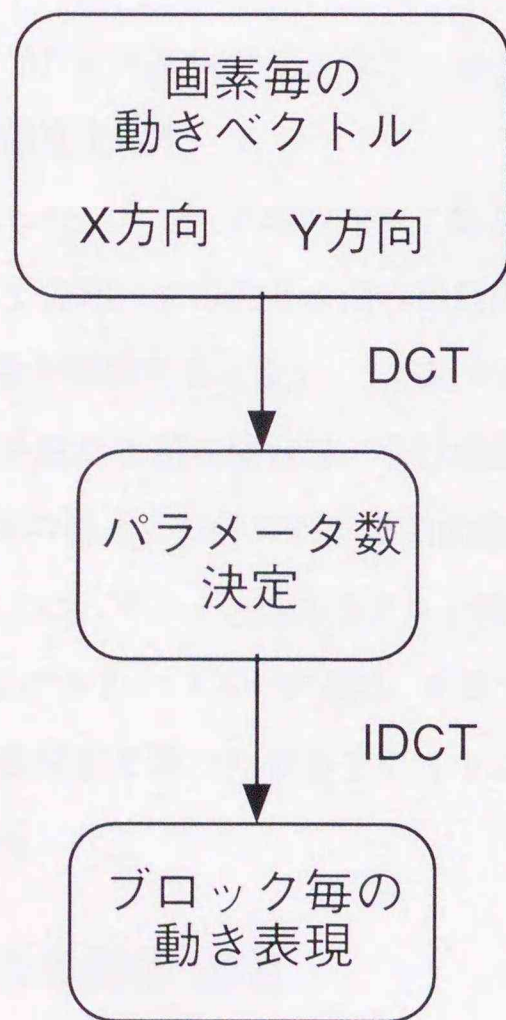 画素毎の
動きベクトル
X方向 Y方向
DCT
パラメータ数
決定
IDCT
ブロック毎の
動き表現